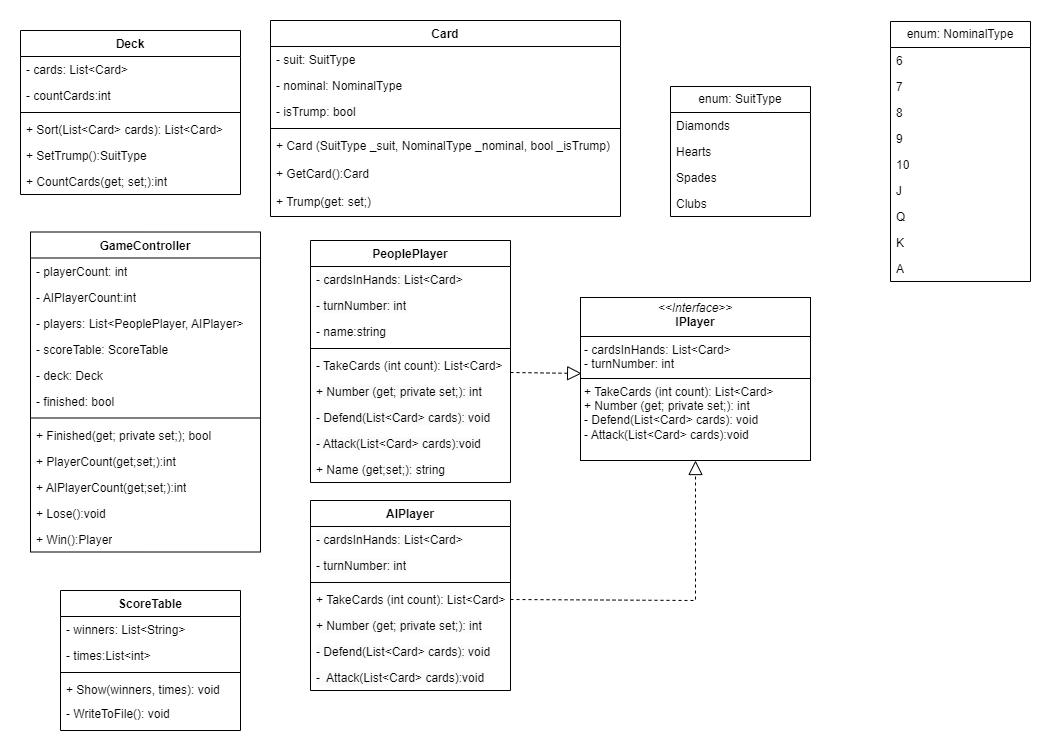 Deck
- cards: List<Card>
- countCards:int
+ Sort(List<Card> cards): List<Card>
+ SetTrump():SuitType
+ CountCards(get; set;):int
Card
- suit: SuitType
- nominal: NominalType
- isTrump: bool
+ Card (SuitType _suit, NominalType _nominal, bool _isTrump)
+ GetCard():Card
+ Trump(get: set;)
enum: SuitType
Diamonds
Hearts
Spades
Clubs
enum: NominalType
6
7
8
9
10
J
Q
K
A
GameController
- playerCount: int
- AIPlayerCount:int
- players: List<PeoplePlayer, AIPlayer>
- scoreTable: ScoreTable
- deck: Deck
- finished: bool
+ Finished(get; private set;); bool
+ PlayerCount(get;set;):int
+ AIPlayerCount(get;set;):int
+ Lose():void
+ Win():Player
PeoplePlayer
- cardsInHands: List<Card>
- turnNumber: int
- name:string
- TakeCards (int count): List<Card>
+ Number (get; private set;): int
- Defend(List<Card> cards): void
- Attack(List<Card> cards):void
+ Name (get;set;): string
<<Interface>>
IPlayer
- cardsInHands: List<Card>
- turnNumber: int
+ TakeCards (int count): List<Card>
+ Number (get; private set;): int
- Defend(List<Card> cards): void
- Attack(List<Card> cards):void
AIPlayer
- cardsInHands: List<Card>
- turnNumber: int
+ TakeCards (int count): List<Card>
+ Number (get; private set;): int
- Defend(List<Card> cards): void
- Attack(List<Card> cards):void
ScoreTable
- winners: List<String>
- times:List<int>
+ Show(winners, times): void
- WriteToFile(): void